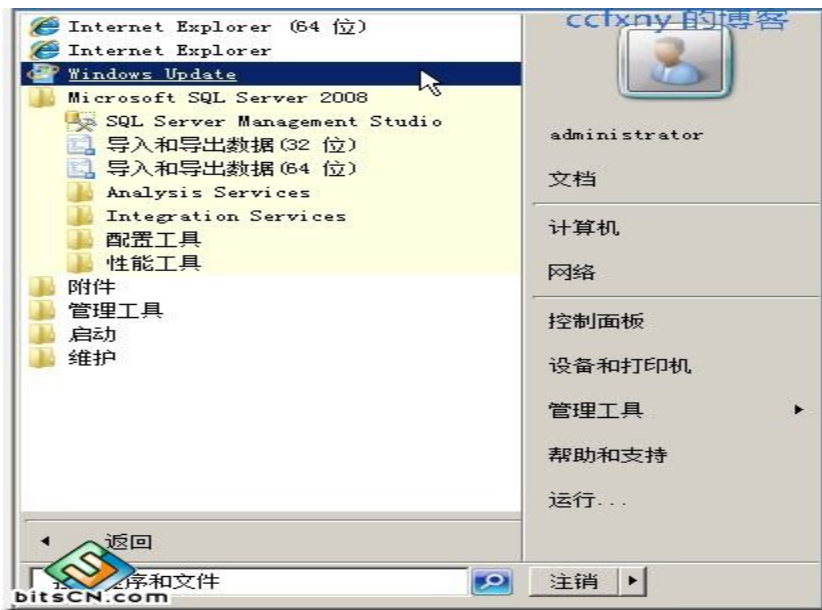 Internet Explorer (64 位)
Internet Explorer
Windows Update
Microsoft SQL Server 2008
SQL Server Management Studio
导入和导出数据(32 位)
导入和导出数据(64 位)
Analysis Services
Integration Services
配置工具
性能工具
附件
管理工具
启动
维护
返回
程序和文件
bitsCN.com
ccfxny 的博客
administrator
文档
计算机
网络
控制面板
设备和打印机
管理工具
帮助和支持
运行...
注销